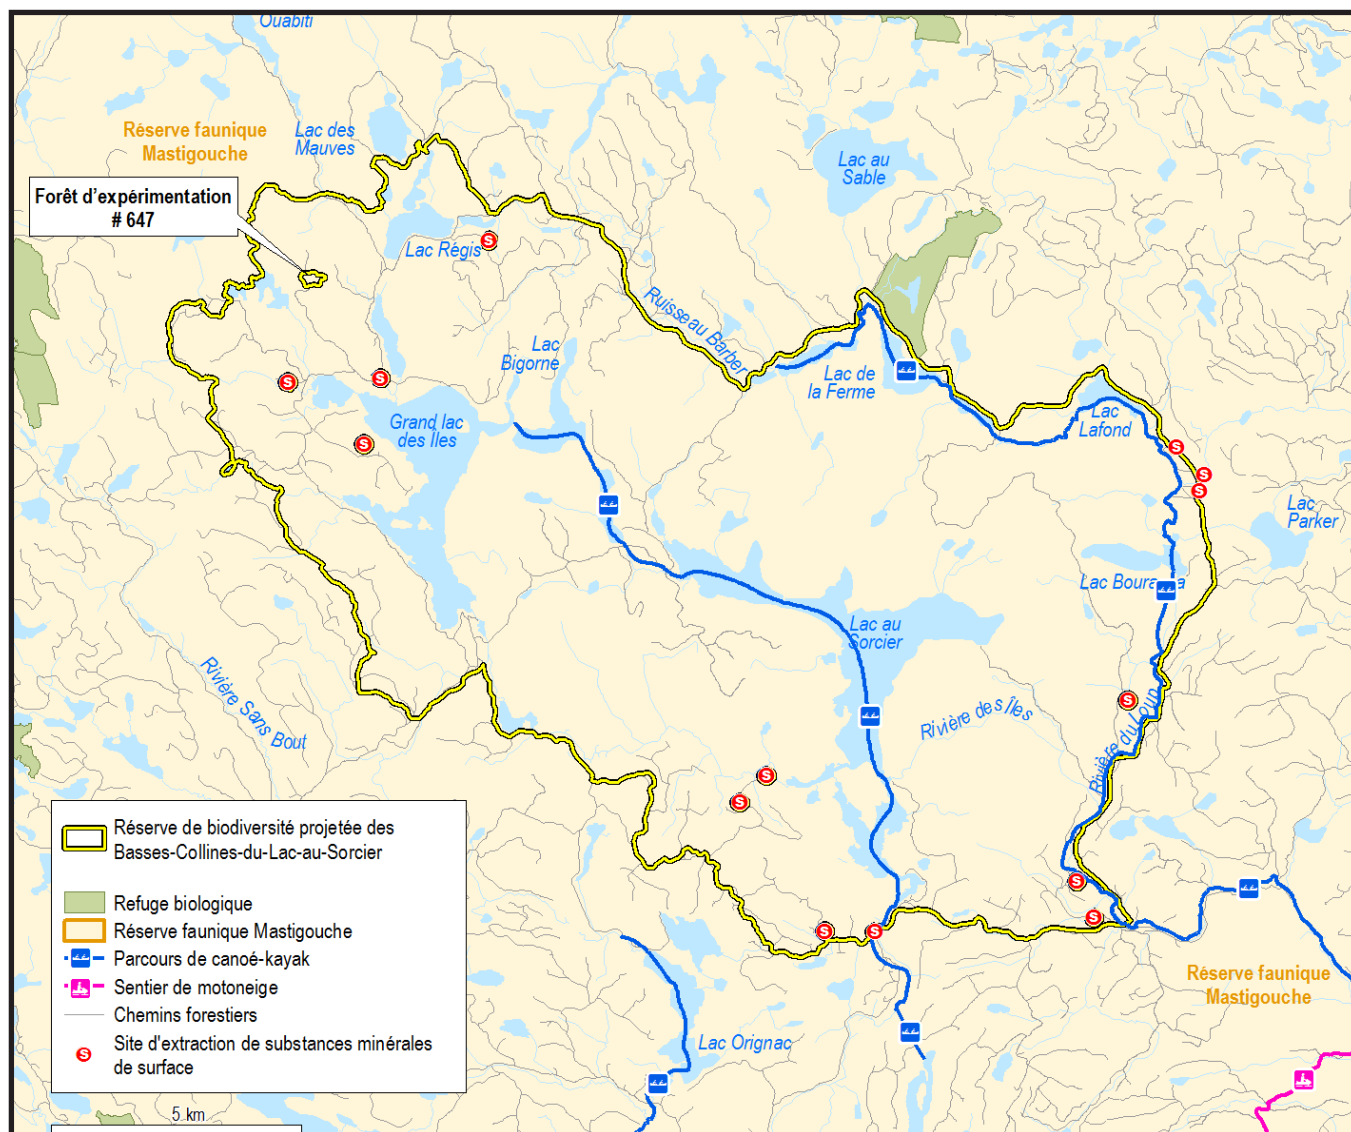 Ouabiti
Réserve faunique
Mastigouche
Lac des
Mauves
Lac au
Sable
Forêt d'expérimentation
# 647
S
Lac Régis
Ruisseau Barber
Lac
Bigorne
Lac de
la Ferme
S
S
Grand lac
des Îles
S
Lac
Lafond
S
S
S
Lac
Parker
Lac au
Sorcier
Rivière Sans Bout
Rivière des Îles
S
Rivière du Loup
S
S
S
S
S
S
Réserve de biodiversité projetée des
Basses-Collines-du-Lac-au-Sorcier
Refuge biologique
Réserve faunique Mastigouche
Parcours de canoé-kayak
Sentier de motoneige
Chemins forestiers
S
Site d'extraction de substances minérales
de surface
Réserve faunique
Mastigouche
Lac Orignac
5 km